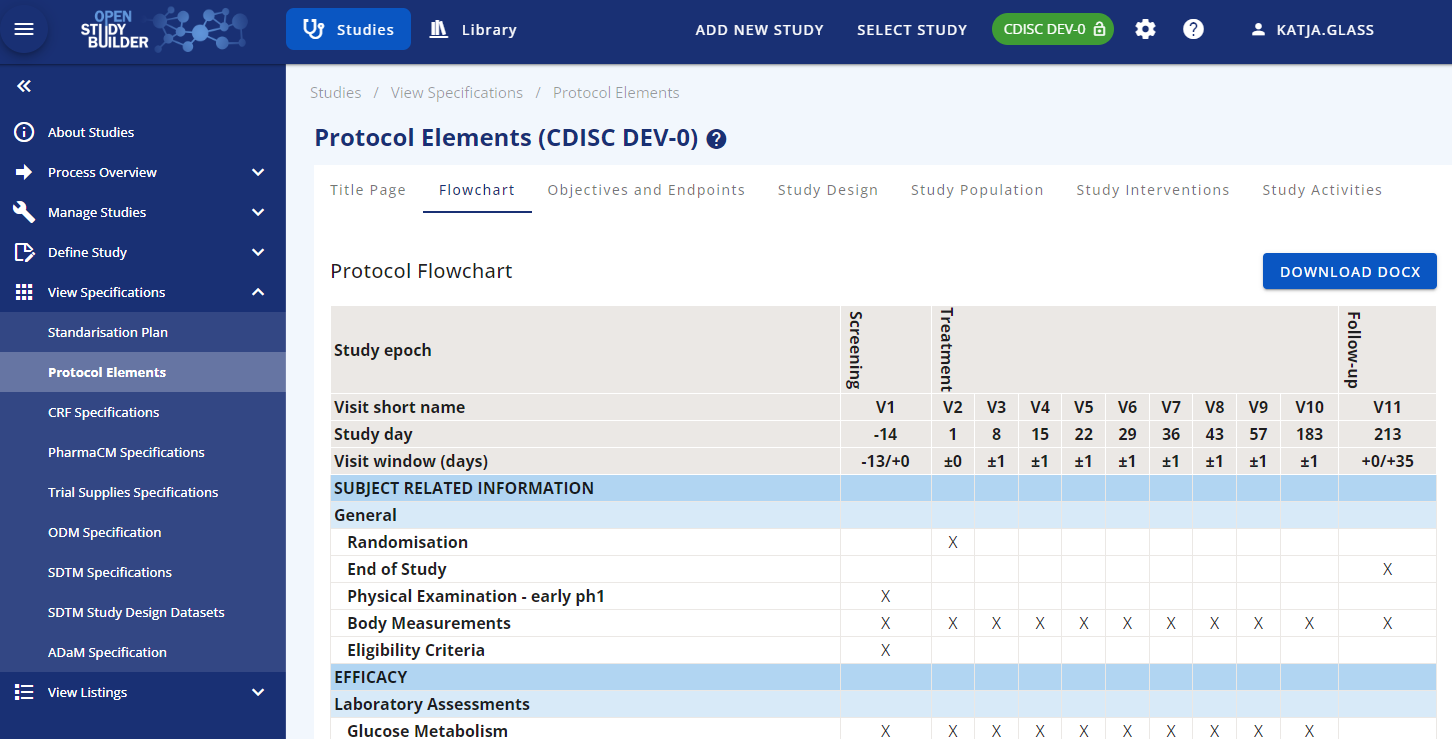 OPEN STUDY BUILDER
Studies
Library
ADD NEW STUDY
SELECT STUDY
CDISC DEV-0
KATJA.GLASS
About Studies
Process Overview
Manage Studies
Define Study
View Specifications
Standarisation Plan
Protocol Elements
CRF Specifications
PharmaCM Specifications
Trial Supplies Specifications
ODM Specification
SDTM Specifications
SDTM Study Design Datasets
ADaM Specification
View Listings
Studies / View Specifications / Protocol Elements
Protocol Elements (CDISC DEV-0) ?
Title Page Flowchart Objectives and Endpoints Study Design Study Population Study Interventions Study Activities
Protocol Flowchart
DOWNLOAD DOCX
Study epoch Screening Treatment Follow-up
Visit short name V1 V2 V3 V4 V5 V6 V7 V8 V9 V10 V11
Study day -14 1 8 15 22 29 36 43 57 183 213
Visit window (days) -13/+0 ±0 ±1 ±1 ±1 ±1 ±1 ±1 ±1 ±1 +0/+35
SUBJECT RELATED INFORMATION
General
Randomisation X
End of Study X
Physical Examination - early ph1 X
Body Measurements X X X X X X X X X X X
Eligibility Criteria X
EFFICACY
Laboratory Assessments
Glucose Metabolism X X X X X X X X X X